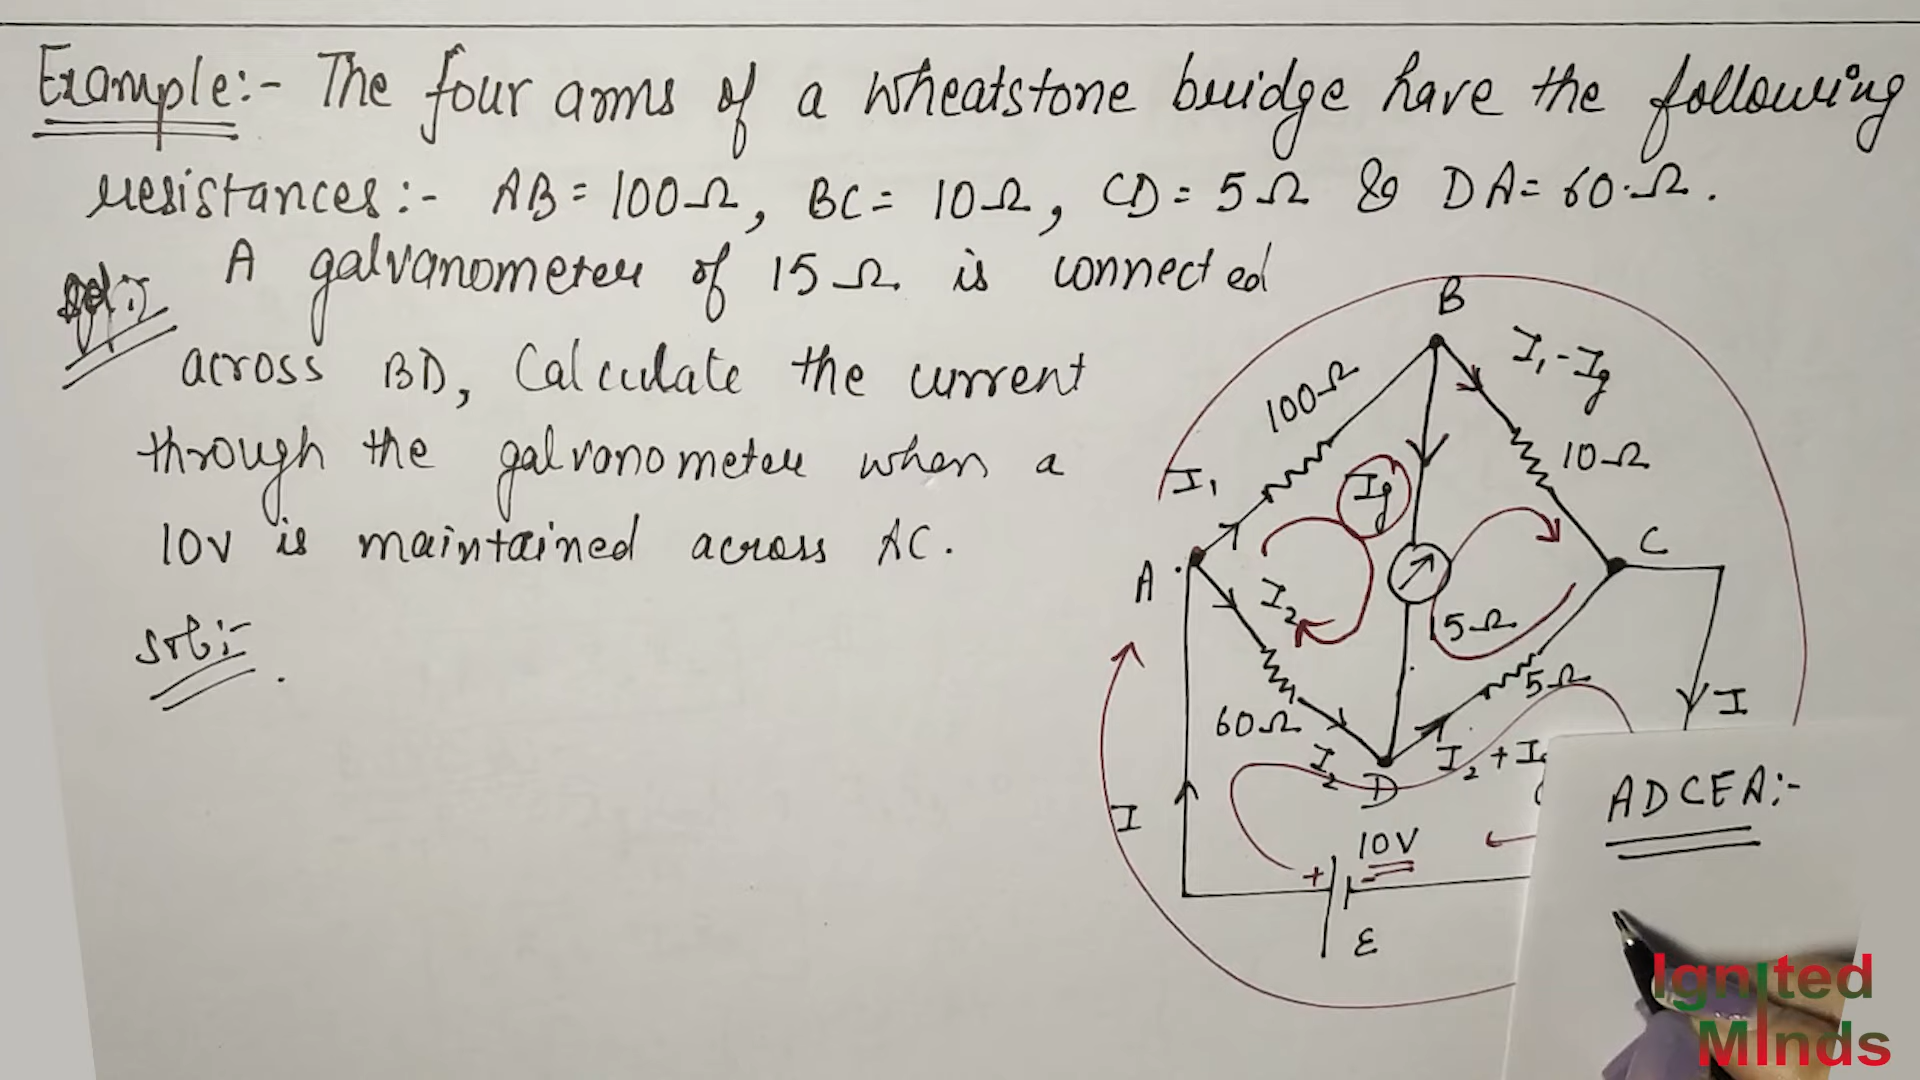 Example:- The four arms of a wheatstone bridge have the following
resistances:- AB = 100Ω, BC = 10Ω, CD = 5Ω & DA = 60Ω.
A galvanometer of 15Ω is connected
across BD, Calculate the current
through the galvanometer when a
10V is maintained across AC.
Sol:-
B
I₁ - Ig
100Ω
10Ω
I₁
Ig
C
A
I₂
15Ω
5Ω
60Ω
I
I₂
D
I₂ + I
ADCEA:-
I
10V
+ -
E
Ignited
Minds